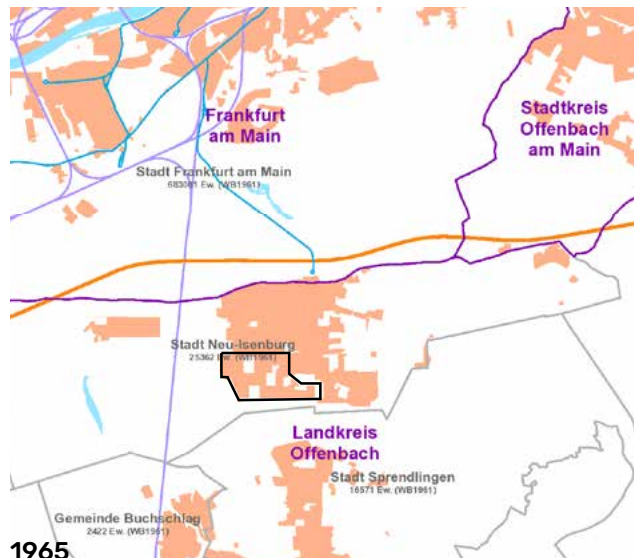 Frankfurt
am Main
Stadtkreis
Offenbach
am Main
Stadt Frankfurt am Main
683081 Ew. (WB1961)
Stadt Neu-Isenburg
25362 Ew. (WB1961)
Landkreis
Offenbach
Stadt Sprendlingen
16571 Ew. (WB1961)
Gemeinde Buchschlag
2422 Ew. (WB1961)
1965